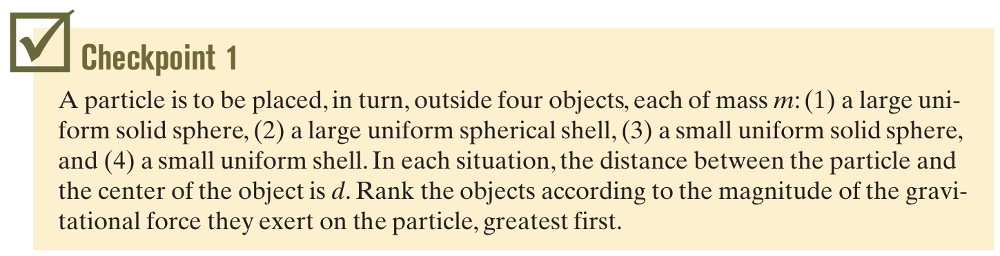 Checkpoint 1
A particle is to be placed, in turn, outside four objects, each of mass m: (1) a large uni-
form solid sphere, (2) a large uniform spherical shell, (3) a small uniform solid sphere,
and (4) a small uniform shell. In each situation, the distance between the particle and
the center of the object is d. Rank the objects according to the magnitude of the gravi-
tational force they exert on the particle, greatest first.